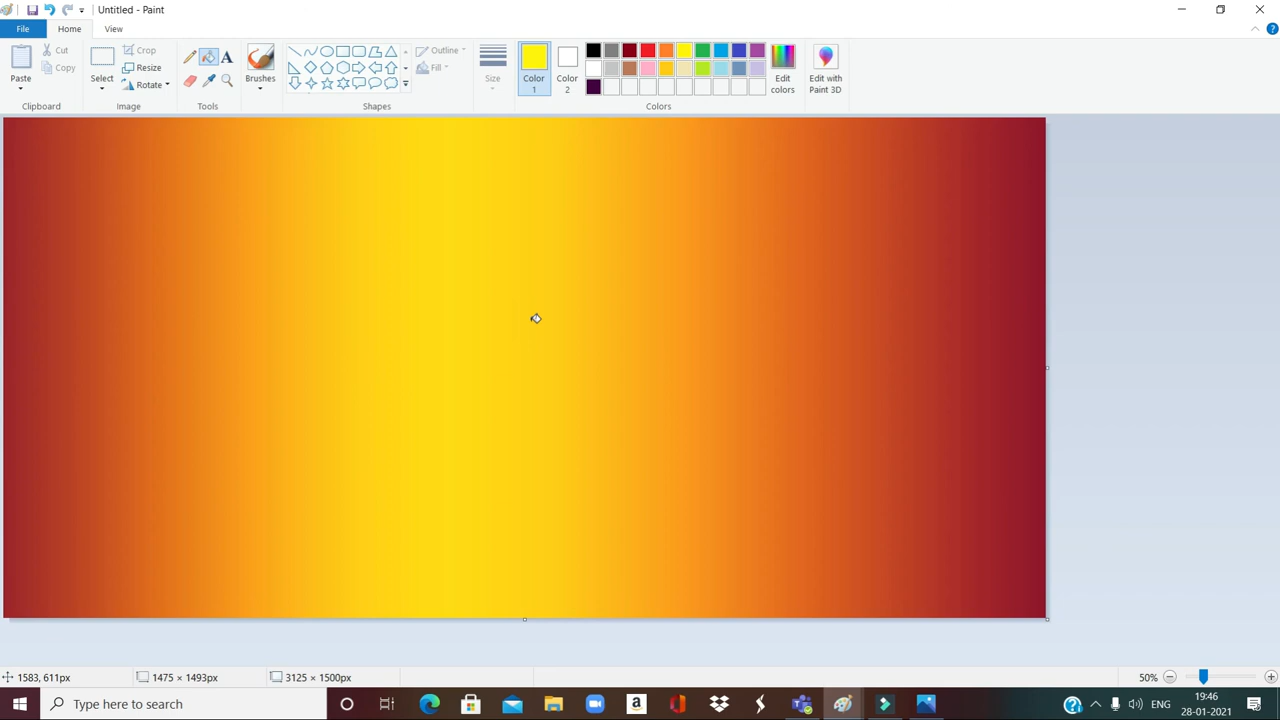 Untitled - Paint
File Home View
Paste
Clipboard
Cut
Copy
Select
Crop
Resize
Rotate
Image
A
Tools
Brushes
Outline
Fill
Shapes
Size
Color 1
Color 2
Edit colors
Colors
Edit with Paint 3D
1583, 611px 1475 × 1493px 3125 × 1500px 50%
Type here to search
ENG 19:46
28-01-2021